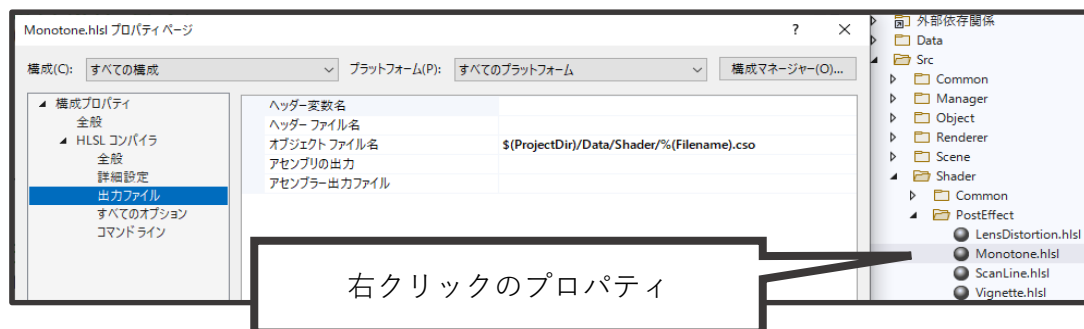 Monotone.hlsl プロパティ ページ
?
×
構成(C):
すべての構成
プラットフォーム(P):
すべてのプラットフォーム
構成マネージャー(O)...
構成プロパティ
全般
HLSL コンパイラ
全般
詳細設定
出力ファイル
すべてのオプション
コマンド ライン
ヘッダー変数名
ヘッダー ファイル名
オブジェクト ファイル名
$(ProjectDir)/Data/Shader/%(Filename).cso
アセンブリの出力
アセンブラー出力ファイル
右クリックのプロパティ
外部依存関係
Data
Src
Common
Manager
Object
Renderer
Scene
Shader
Common
PostEffect
LensDistortion.hlsl
Monotone.hlsl
ScanLine.hlsl
Vignette.hlsl